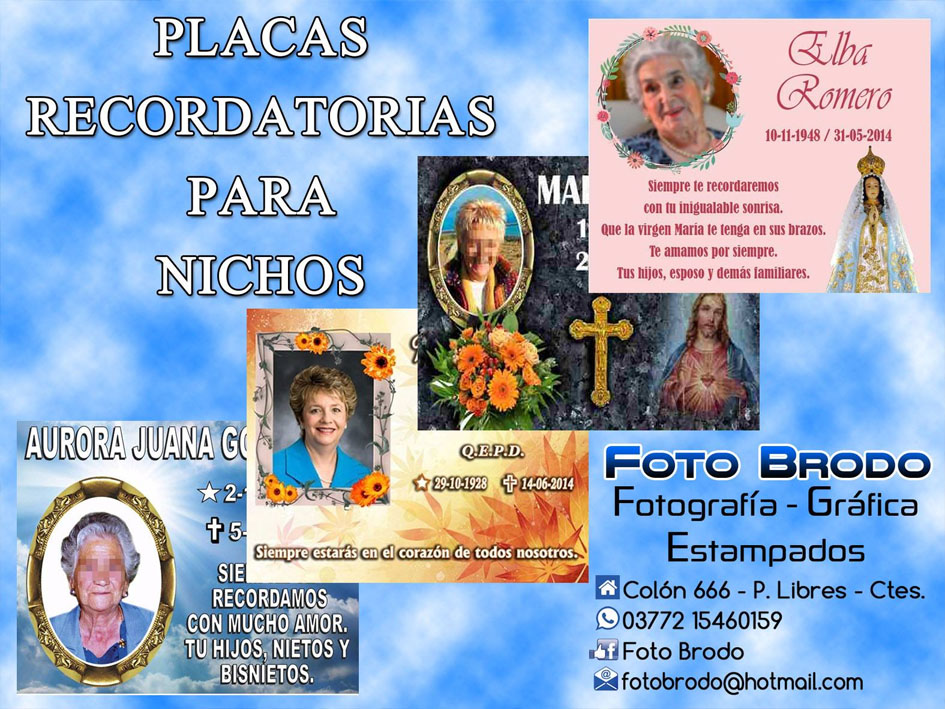 PLACAS
RECORDATORIAS
PARA
NICHOS
Elba
Romero
10-11-1948 / 31-05-2014
Siempre te recordaremos
con tu inigualable sonrisa.
Que la virgen María te tenga en sus brazos.
Te amamos por siempre.
Tus hijos, esposo y demás familiares.
Q.E.P.D.
29-10-1928 14-06-2014
Siempre estarás en el corazón de todos nosotros.
AURORA JUANA
RECORDAMOS
CON MUCHO AMOR.
TU HIJOS, NIETOS Y
BISNIETOS.
FOTO BRODO
Fotografía - Gráfica
Estampados
Colón 666 - P. Libres - Ctes.
03772 15460159
Foto Brodo
fotobrodo@hotmail.com